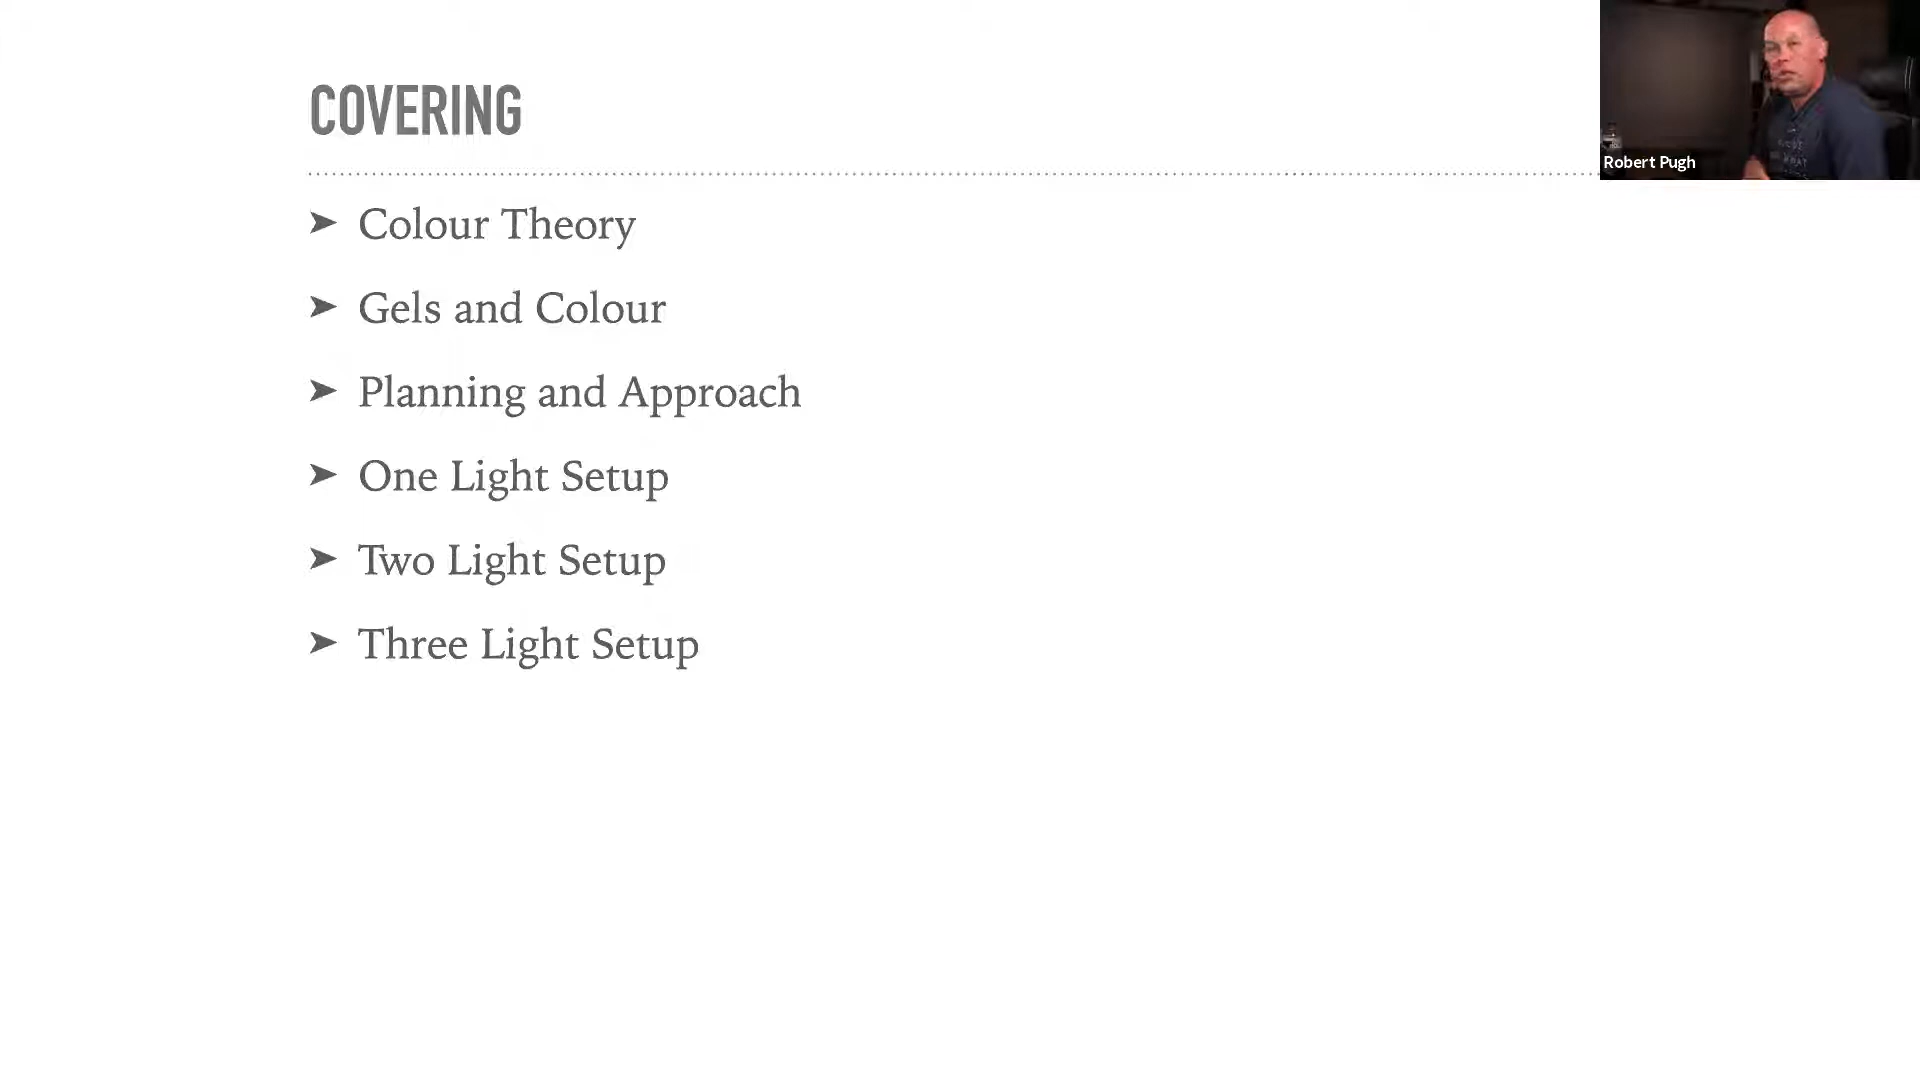 COVERING
Robert Pugh
➤ Colour Theory
➤ Gels and Colour
➤ Planning and Approach
➤ One Light Setup
➤ Two Light Setup
➤ Three Light Setup